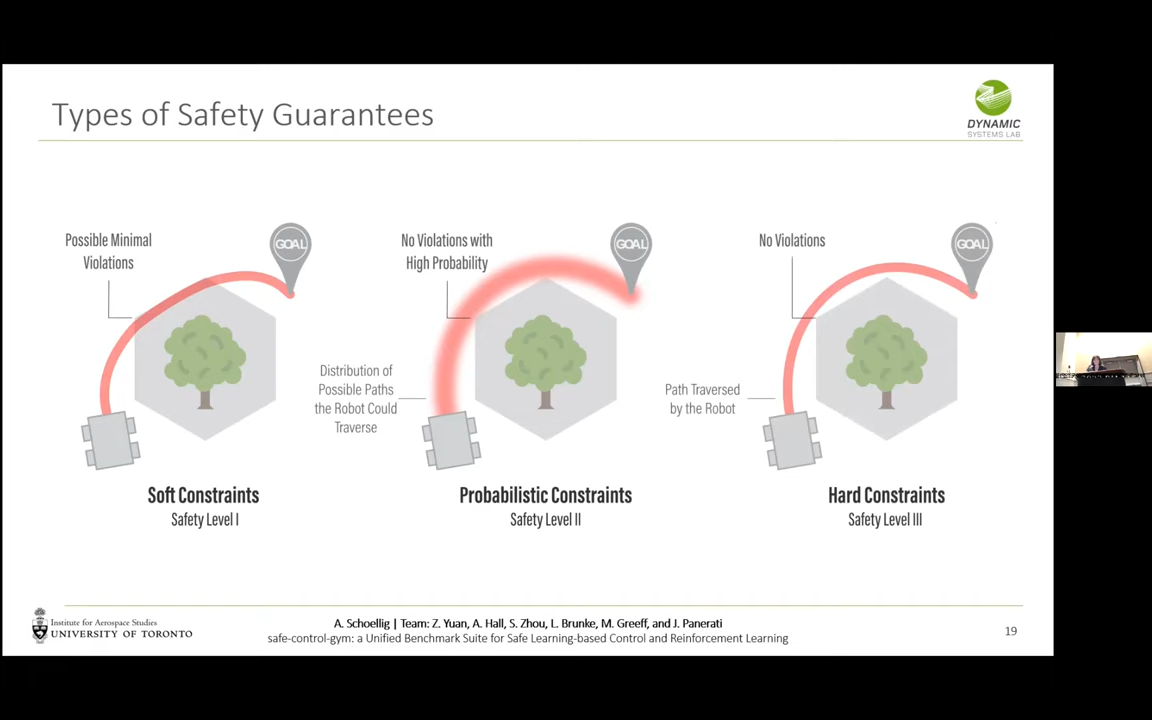 Types of Safety Guarantees
DYNAMIC
SYSTEMS LAB
Possible Minimal
Violations
GOAL
No Violations with
High Probability
GOAL
No Violations
GOAL
Distribution of
Possible Paths
the Robot Could
Traverse
Path Traversed
by the Robot
Soft Constraints
Safety Level I
Probabilistic Constraints
Safety Level II
Hard Constraints
Safety Level III
Institute for Aerospace Studies
UNIVERSITY OF TORONTO
A. Schoellig | Team: Z. Yuan, A. Hall, S. Zhou, L. Brunke, M. Greeff, and J. Panerati
safe-control-gym: a Unified Benchmark Suite for Safe Learning-based Control and Reinforcement Learning
19